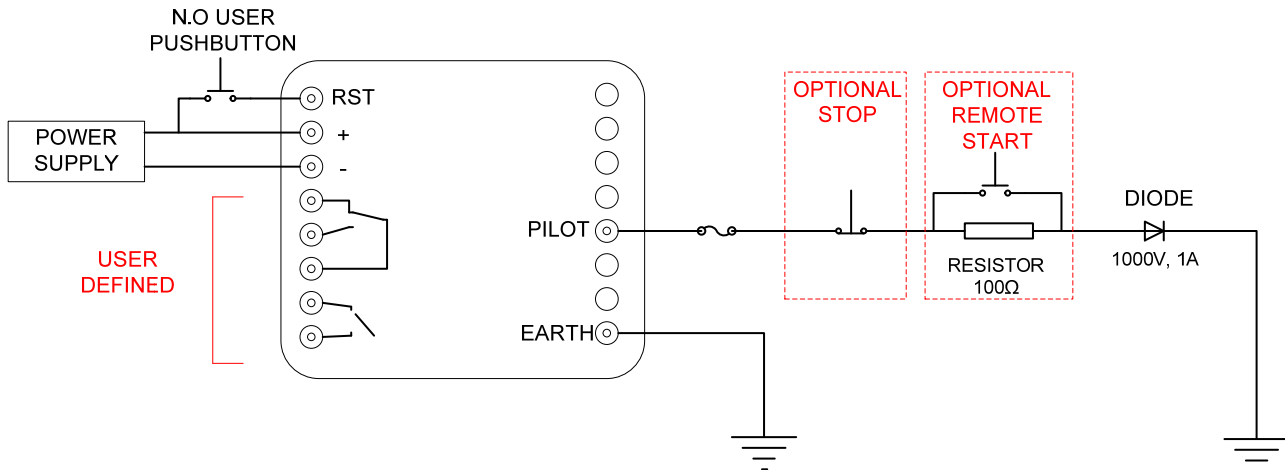 N.O USER
PUSHBUTTON
RST
+
-
POWER
SUPPLY
USER
DEFINED
PILOT
EARTH
OPTIONAL
STOP
OPTIONAL
REMOTE
START
RESISTOR
100Ω
DIODE
1000V, 1A